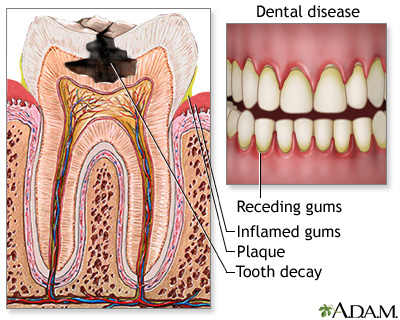 Dental disease
Receding gums
Inflamed gums
Plaque
Tooth decay
A.D.A.M.